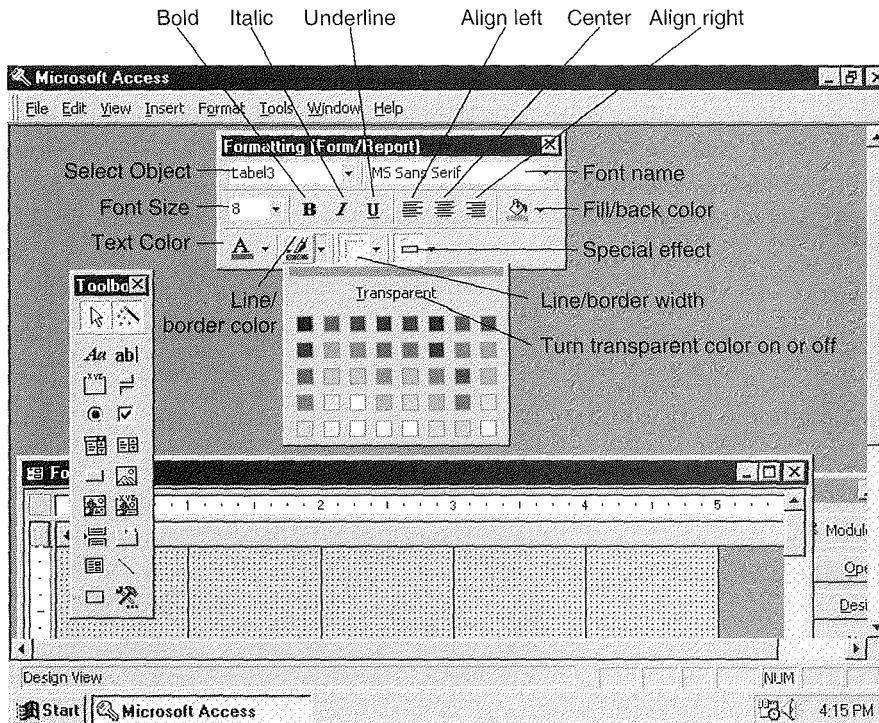 Bold Italic Underline Align left Center Align right
Microsoft Access
File Edit View Insert Format Tools Window Help
Formatting (Form/Report)
Select Object Label3 MS Sans Serif Font name
Font Size 8 B I U Fill/back color
Text Color A Special effect
Toolbo
Line/
border color
Transparent
Line/border width
Turn transparent color on or off
Aa ab|
XYZ
Fo
1 2 3 4 5
Modul
Ope
Desi
Design View NUM
Start Microsoft Access 4:15 PM